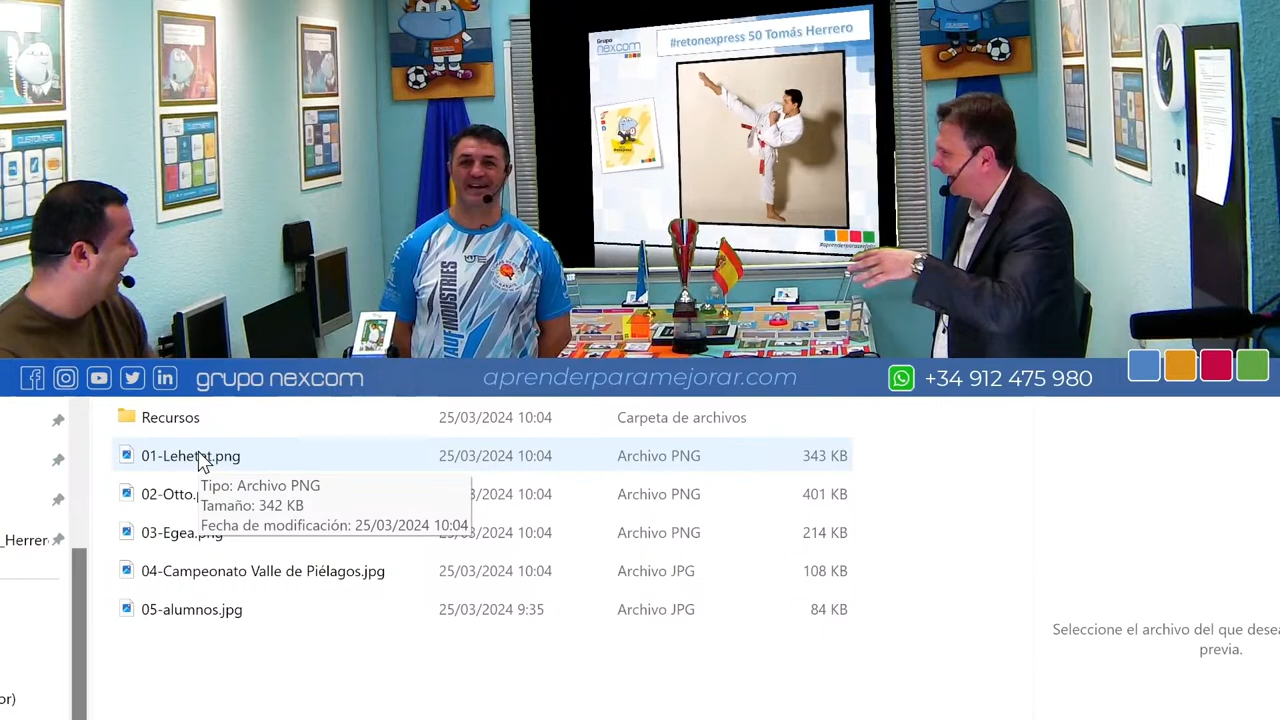 #retonexpress 50 Tomás Herrero
Grupo
nexcom
CUSTOMERS
INDUSTRIES
#aprenderparamejorar
grupo nexcom
aprenderparamejorar.com
+34 912 475 980
Recursos 25/03/2024 10:04 Carpeta de archivos
01-Lehe 25/03/2024 10:04 Archivo PNG 343 KB
Tipo: Archivo PNG
Tamaño: 342 KB
Fecha de modificación: 25/03/2024 10:04
02-Otto. Archivo PNG 401 KB
03-Egea.png Archivo PNG 214 KB
_Herrer
04-Campeonato Valle de Piélagos.jpg 25/03/2024 10:04 Archivo JPG 108 KB
05-alumnos.jpg 25/03/2024 9:35 Archivo JPG 84 KB
Seleccione el archivo del que dese
previa.
or)